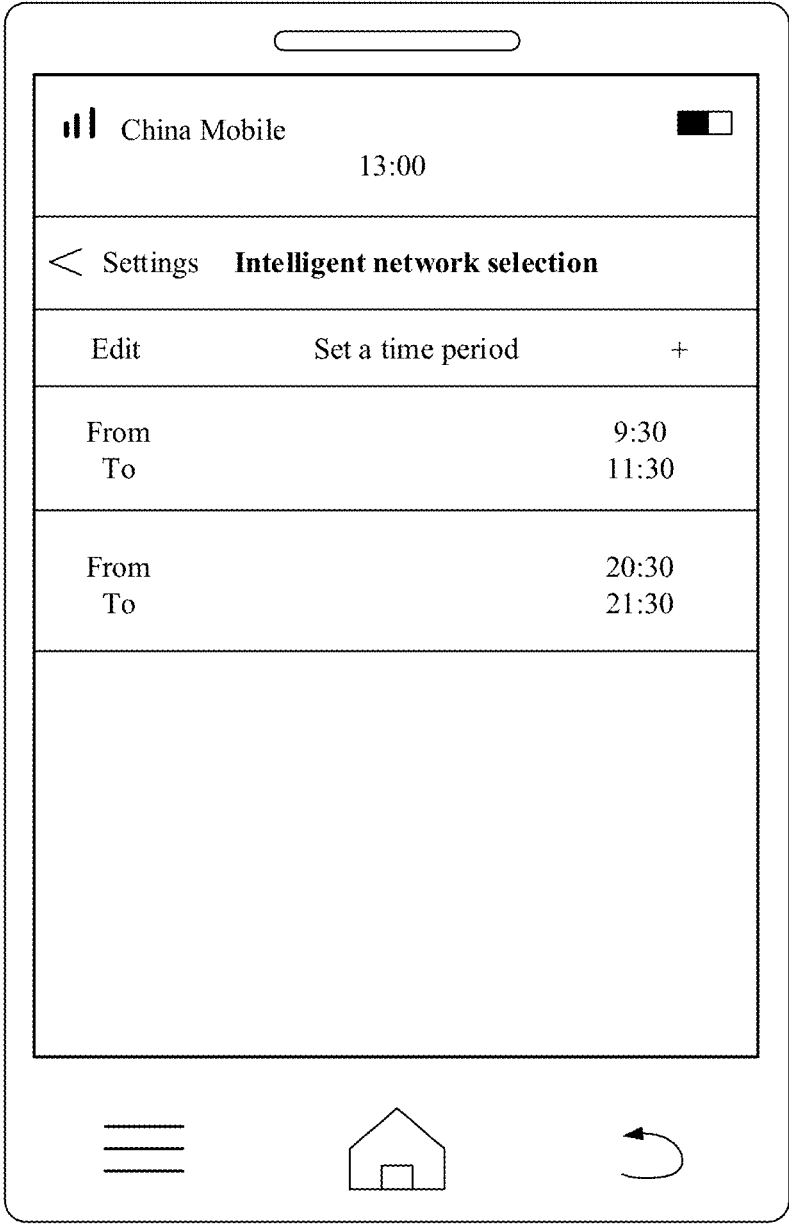 China Mobile
13:00
< Settings Intelligent network selection
Edit Set a time period +
From 9:30
To 11:30
From 20:30
To 21:30